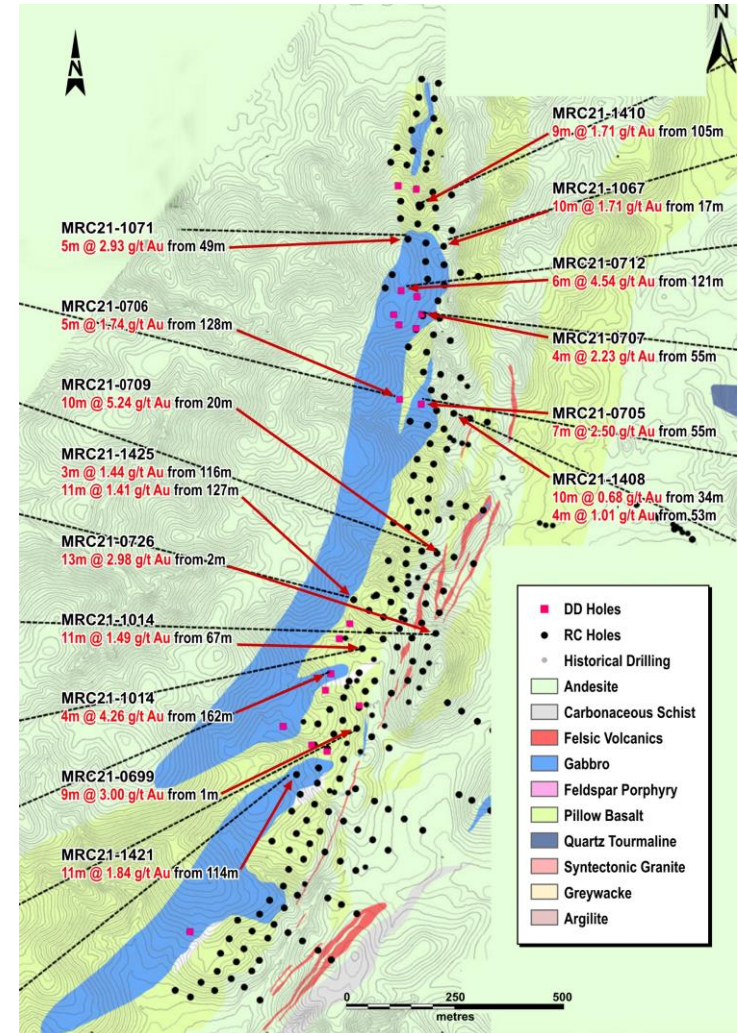 N
N
MRC21-1410
9m @ 1.71 g/t Au from 105m
MRC21-1067
10m @ 1.71 g/t Au from 17m
MRC21-1071
5m @ 2.93 g/t Au from 49m
MRC21-0712
6m @ 4.54 g/t Au from 121m
MRC21-0706
5m @ 1.74 g/t Au from 128m
MRC21-0707
4m @ 2.23 g/t Au from 55m
MRC21-0709
10m @ 5.24 g/t Au from 20m
MRC21-0705
7m @ 2.50 g/t Au from 55m
MRC21-1425
3m @ 1.44 g/t Au from 116m
11m @ 1.41 g/t Au from 127m
MRC21-1408
10m @ 0.68 g/t Au from 34m
4m @ 1.01 g/t Au from 53m
MRC21-0726
13m @ 2.98 g/t Au from 2m
MRC21-1014
11m @ 1.49 g/t Au from 67m
MRC21-1014
4m @ 4.26 g/t Au from 162m
MRC21-0699
9m @ 3.00 g/t Au from 1m
MRC21-1421
11m @ 1.84 g/t Au from 114m
DD Holes
RC Holes
Historical Drilling
Andesite
Carbonaceous Schist
Felsic Volcanics
Gabbro
Feldspar Porphyry
Pillow Basalt
Quartz Tourmaline
Syntectonic Granite
Greywacke
Argilite
0 250 500
metres